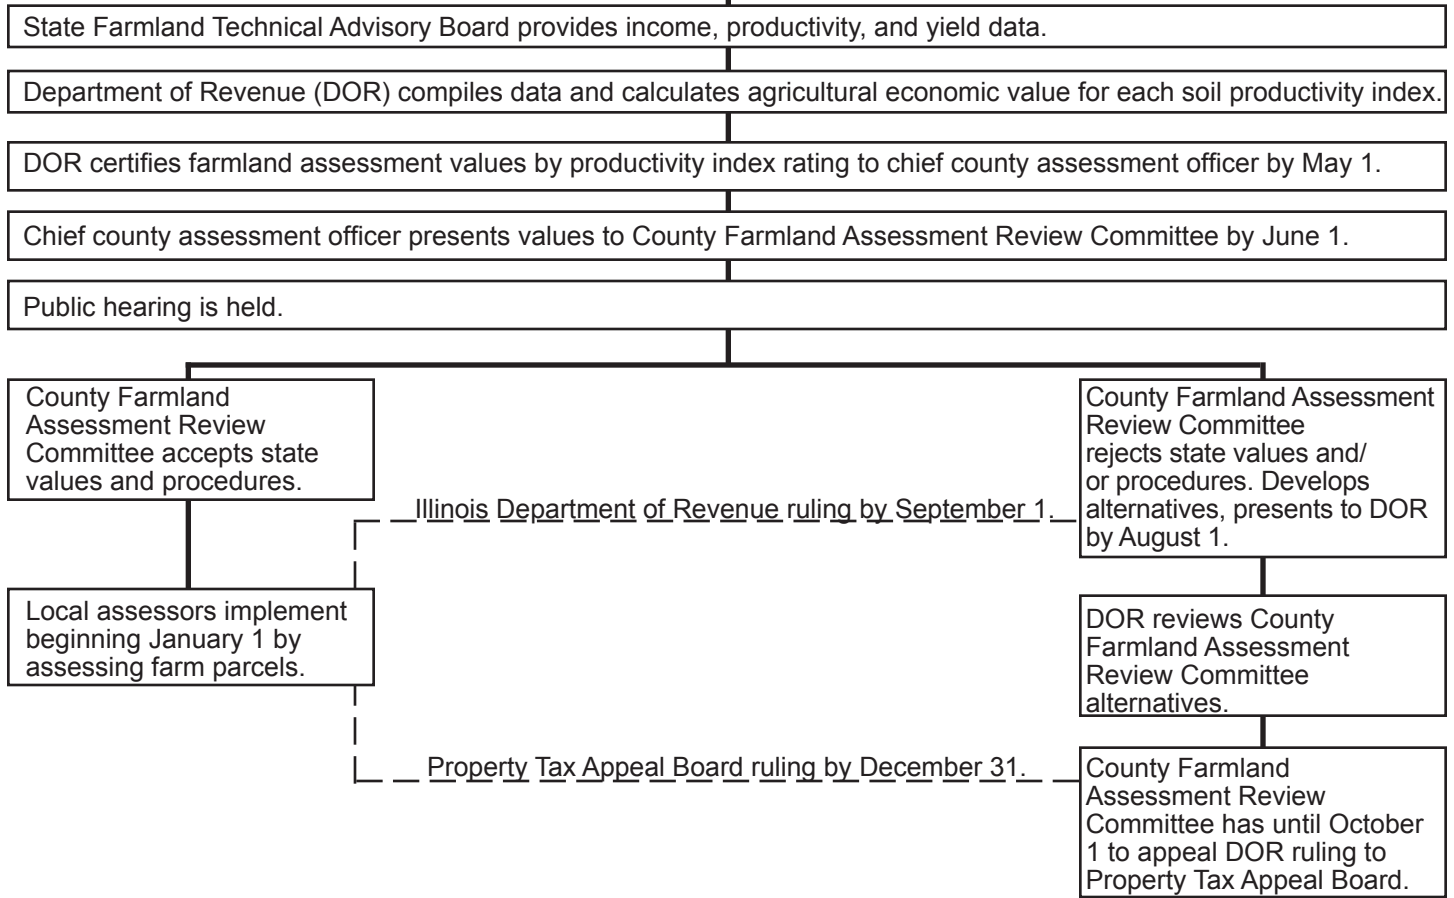 State Farmland Technical Advisory Board provides income, productivity, and yield data.
Department of Revenue (DOR) compiles data and calculates agricultural economic value for each soil productivity index.
DOR certifies farmland assessment values by productivity index rating to chief county assessment officer by May 1.
Chief county assessment officer presents values to County Farmland Assessment Review Committee by June 1.
Public hearing is held.
County Farmland
Assessment Review
Committee accepts state
values and procedures.
County Farmland Assessment
Review Committee
rejects state values and/
or procedures. Develops
alternatives, presents to DOR
by August 1.
Illinois Department of Revenue ruling by September 1.
Local assessors implement
beginning January 1 by
assessing farm parcels.
DOR reviews County
Farmland Assessment
Review Committee
alternatives.
Property Tax Appeal Board ruling by December 31.
County Farmland
Assessment Review
Committee has until October
1 to appeal DOR ruling to
Property Tax Appeal Board.